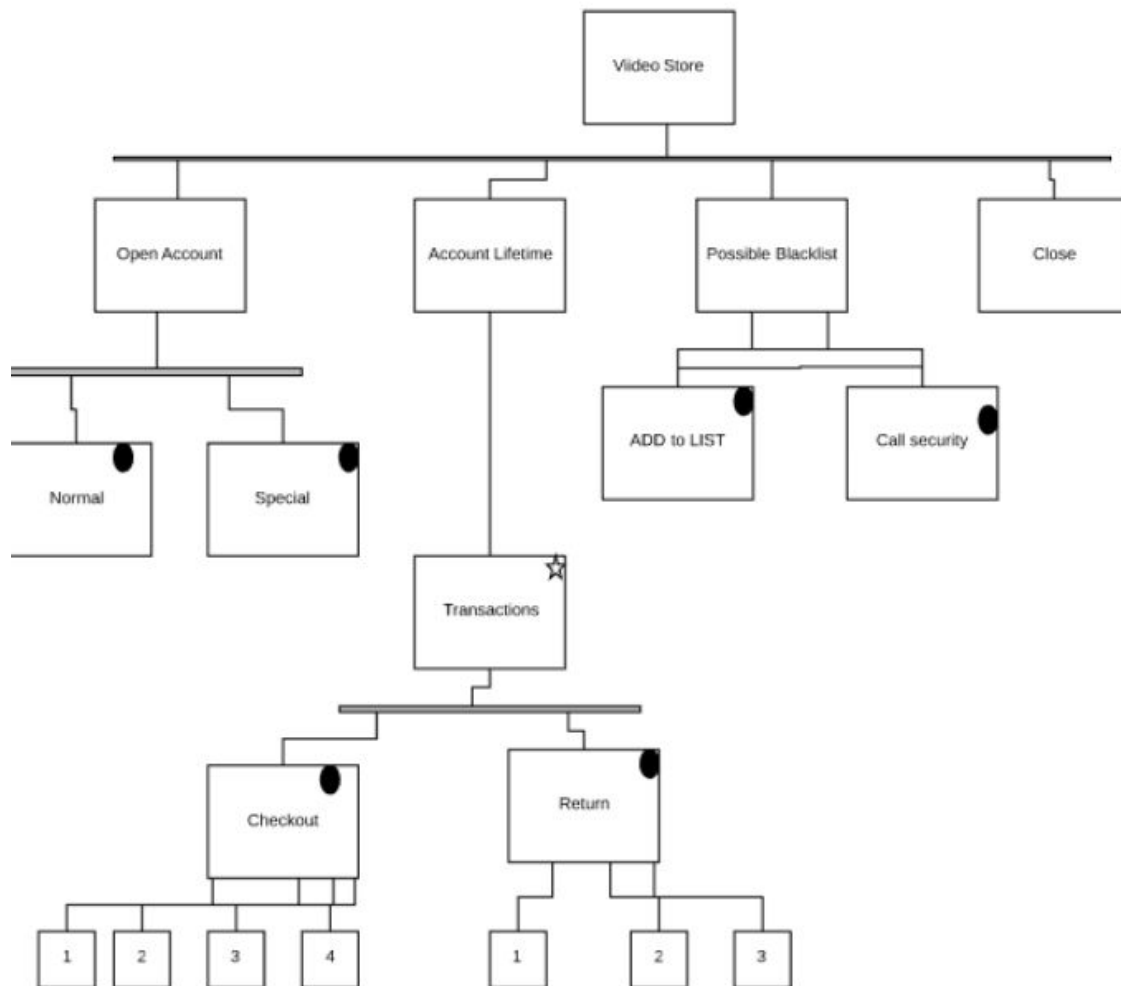 Viideo Store
Open Account
Account Lifetime
Possible Blacklist
Close
ADD to LIST
Call security
Normal
Special
Transactions
Checkout
Return
1
2
3
4
1
2
3